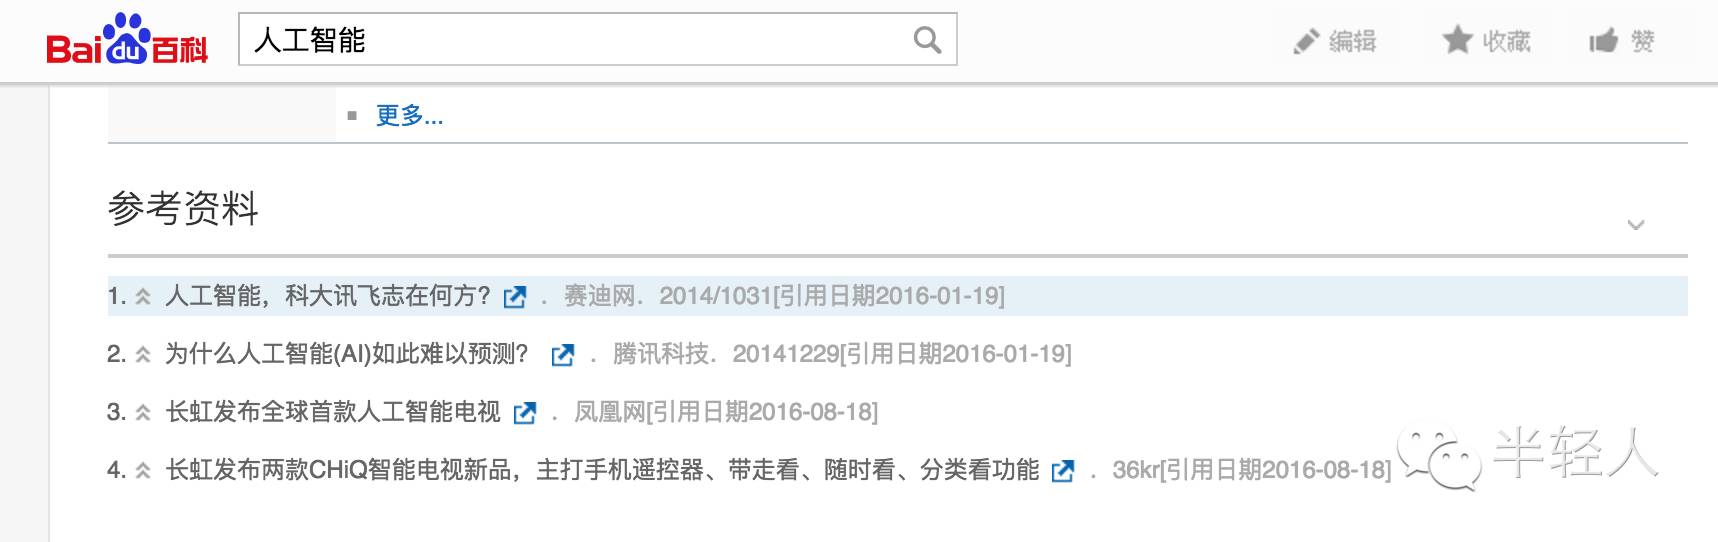 Bai du 百科 人工智能 编辑 收藏 赞
更多...
参考资料
1. 人工智能，科大讯飞志在何方？ ．赛迪网．2014/1031[引用日期2016-01-19]
2. 为什么人工智能(AI)如此难以预测？ ．腾讯科技．20141229[引用日期2016-01-19]
3. 长虹发布全球首款人工智能电视 ．凤凰网[引用日期2016-08-18]
4. 长虹发布两款CHiQ智能电视新品，主打手机遥控器、带走看、随时看、分类看功能 ．36kr[引用日期2016-08-18]
半轻人